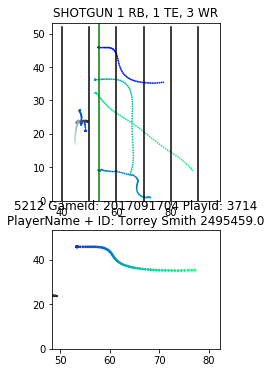 SHOTGUN 1 RB, 1 TE, 3 WR
50
40
30
20
10
0
40 60 80
5212 GameId: 2017091704 PlayId: 3714
PlayerName + ID: Torrey Smith 2495459.0
40
20
0
50 60 70 80